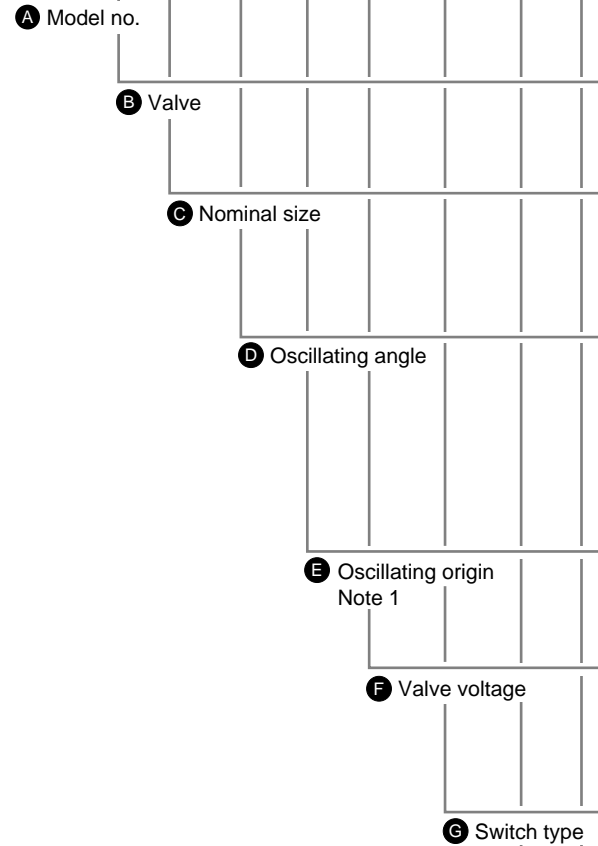 A Model no.
B Valve
C Nominal size
D Oscillating angle
E Oscillating origin
Note 1
F Valve voltage
G Switch type